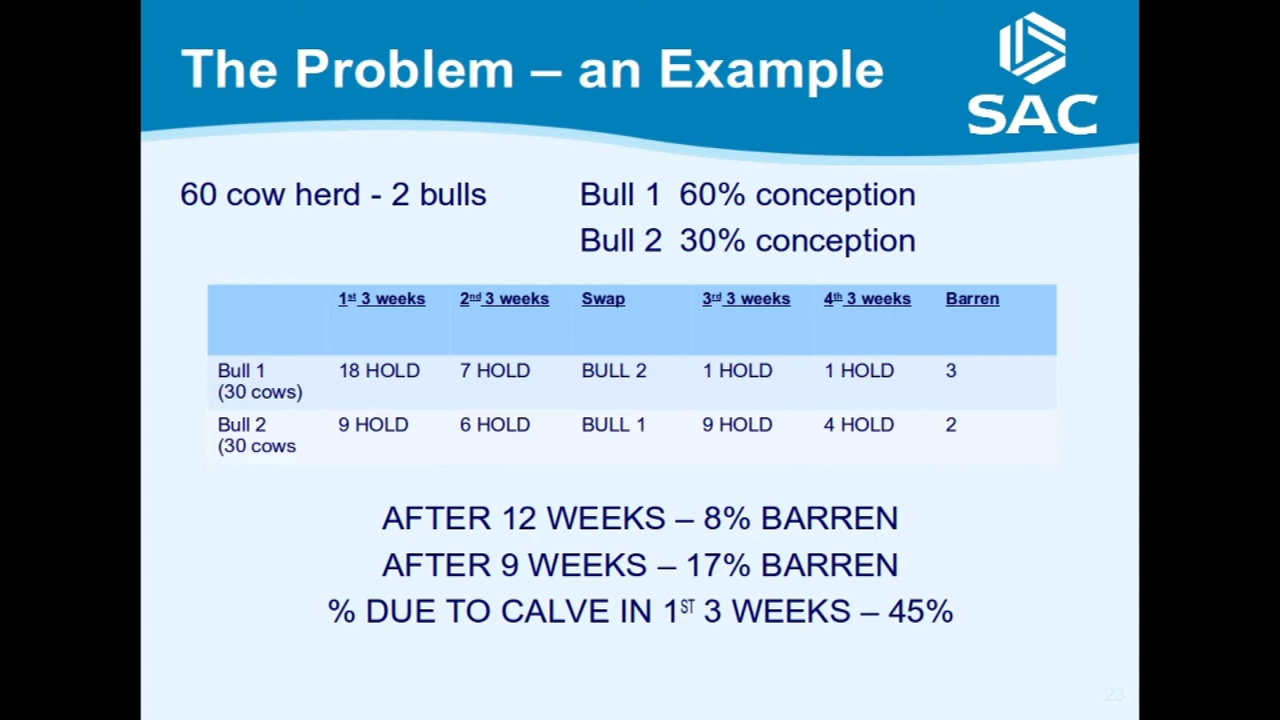 The Problem – an Example
SAC
60 cow herd - 2 bulls
Bull 1 60% conception
Bull 2 30% conception
1st 3 weeks 2nd 3 weeks Swap 3rd 3 weeks 4th 3 weeks Barren
Bull 1 18 HOLD 7 HOLD BULL 2 1 HOLD 1 HOLD 3
(30 cows)
Bull 2 9 HOLD 6 HOLD BULL 1 9 HOLD 4 HOLD 2
(30 cows
AFTER 12 WEEKS – 8% BARREN
AFTER 9 WEEKS – 17% BARREN
% DUE TO CALVE IN 1ST 3 WEEKS – 45%
23